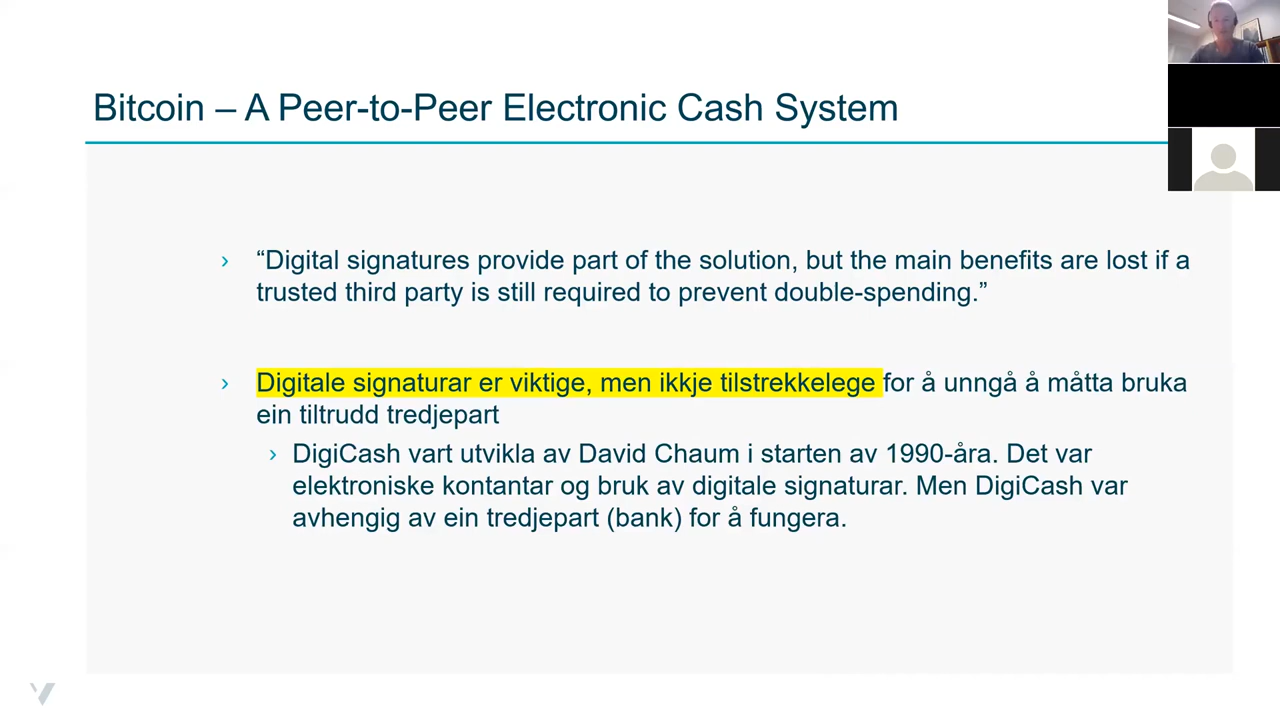 Bitcoin – A Peer-to-Peer Electronic Cash System
› “Digital signatures provide part of the solution, but the main benefits are lost if a
trusted third party is still required to prevent double-spending.”
› Digitale signaturar er viktige, men ikkje tilstrekkelege for å unngå å måtta bruka
ein tiltrudd tredjepart
› DigiCash vart utvikla av David Chaum i starten av 1990-åra. Det var
elektroniske kontantar og bruk av digitale signaturar. Men DigiCash var
avhengig av ein tredjepart (bank) for å fungera.